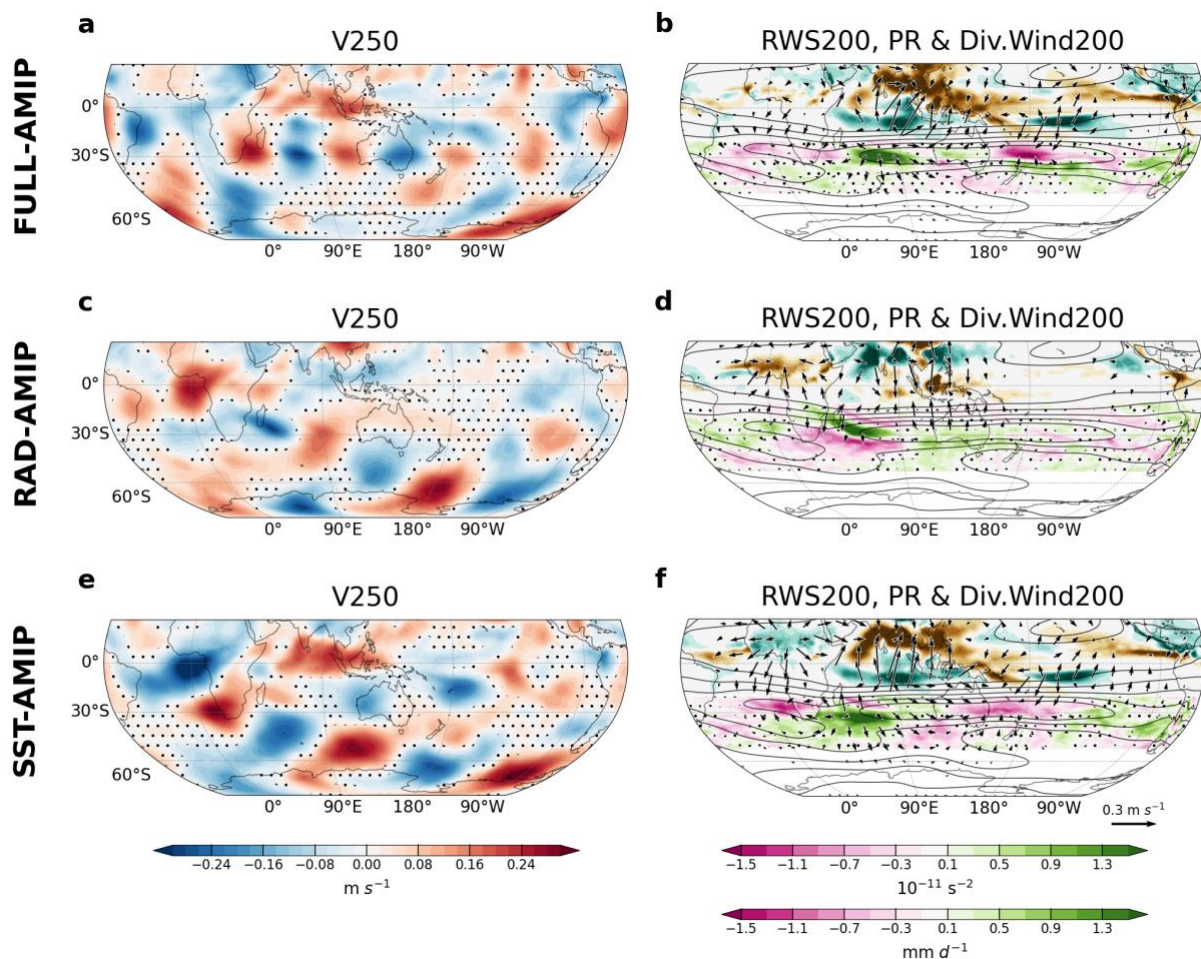 a
V250
b
RWS200, PR & Div.Wind200
FULL-AMIP
0°
30°S
60°S
0° 90°E 180° 90°W
0° 90°E 180° 90°W
c
V250
d
RWS200, PR & Div.Wind200
RAD-AMIP
0°
30°S
60°S
0° 90°E 180° 90°W
0° 90°E 180° 90°W
e
V250
f
RWS200, PR & Div.Wind200
SST-AMIP
0°
30°S
60°S
0° 90°E 180° 90°W
0° 90°E 180° 90°W
0.3 m s⁻¹
−0.24 −0.16 −0.08 0.00 0.08 0.16 0.24
m s⁻¹
−1.5 −1.1 −0.7 −0.3 0.1 0.5 0.9 1.3
10⁻¹¹ s⁻²
−1.5 −1.1 −0.7 −0.3 0.1 0.5 0.9 1.3
mm d⁻¹